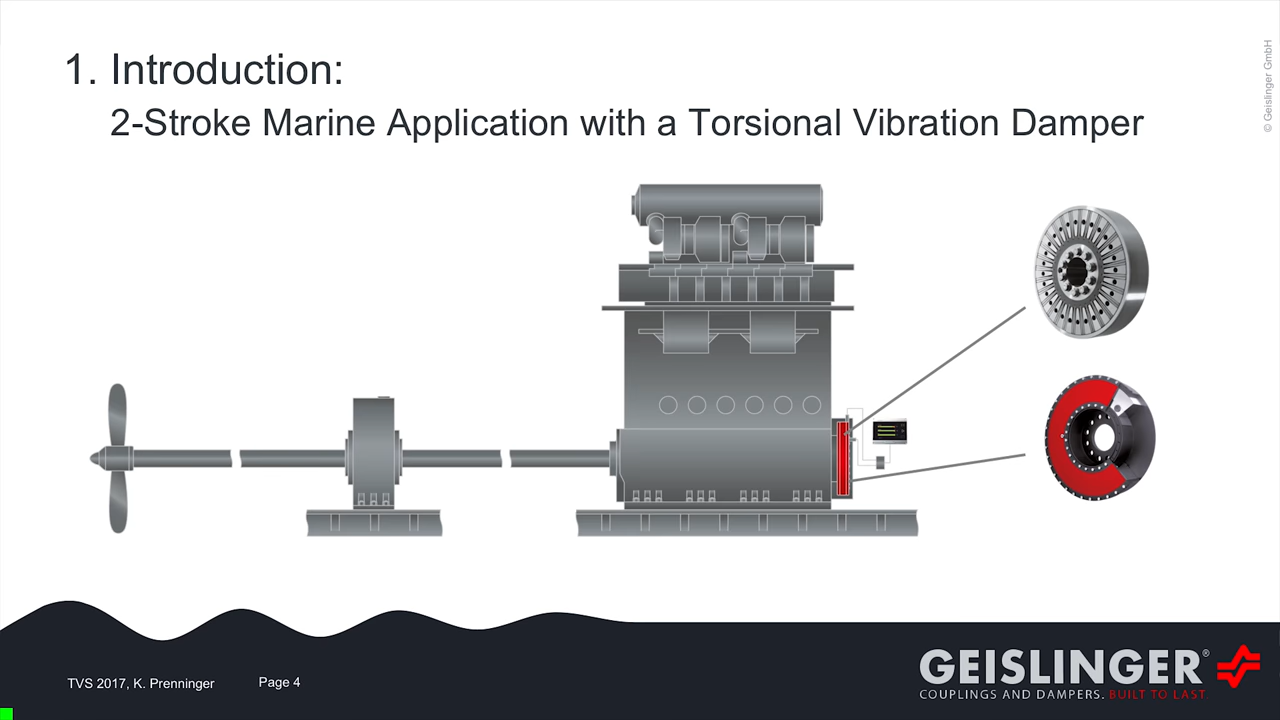 1. Introduction:
2-Stroke Marine Application with a Torsional Vibration Damper
© Geislinger GmbH
TVS 2017, K. Prenninger
Page 4
GEISLINGER®
COUPLINGS AND DAMPERS. BUILT TO LAST.